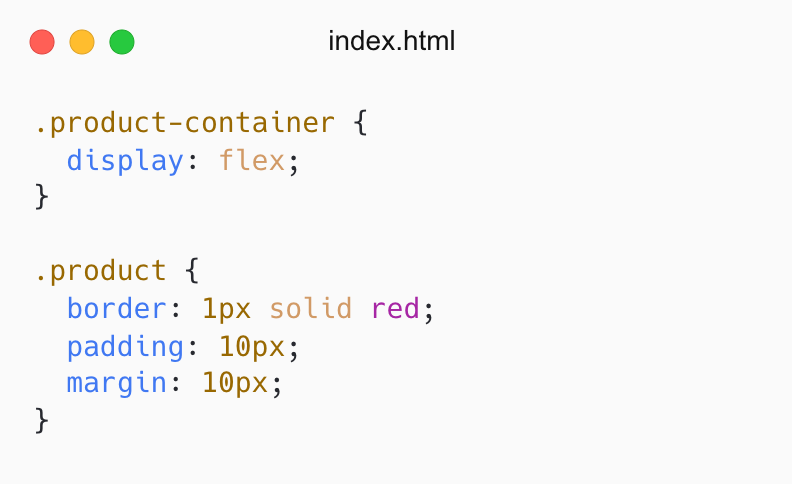 index.html
.product-container {
  display: flex;
}

.product {
  border: 1px solid red;
  padding: 10px;
  margin: 10px;
}